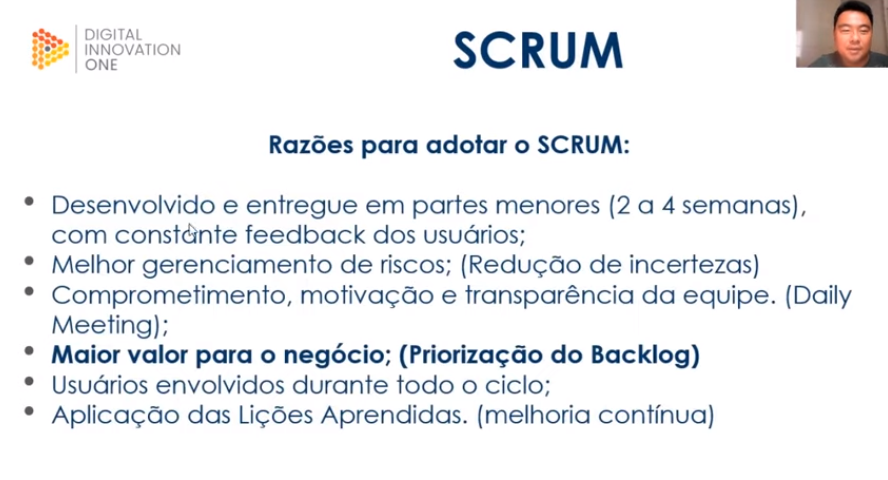 DIGITAL
INNOVATION
ONE
SCRUM
Razões para adotar o SCRUM:
• Desenvolvido e entregue em partes menores (2 a 4 semanas),
com constante feedback dos usuários;
• Melhor gerenciamento de riscos; (Redução de incertezas)
• Comprometimento, motivação e transparência da equipe. (Daily
Meeting);
• Maior valor para o negócio; (Priorização do Backlog)
• Usuários envolvidos durante todo o ciclo;
• Aplicação das Lições Aprendidas. (melhoria contínua)